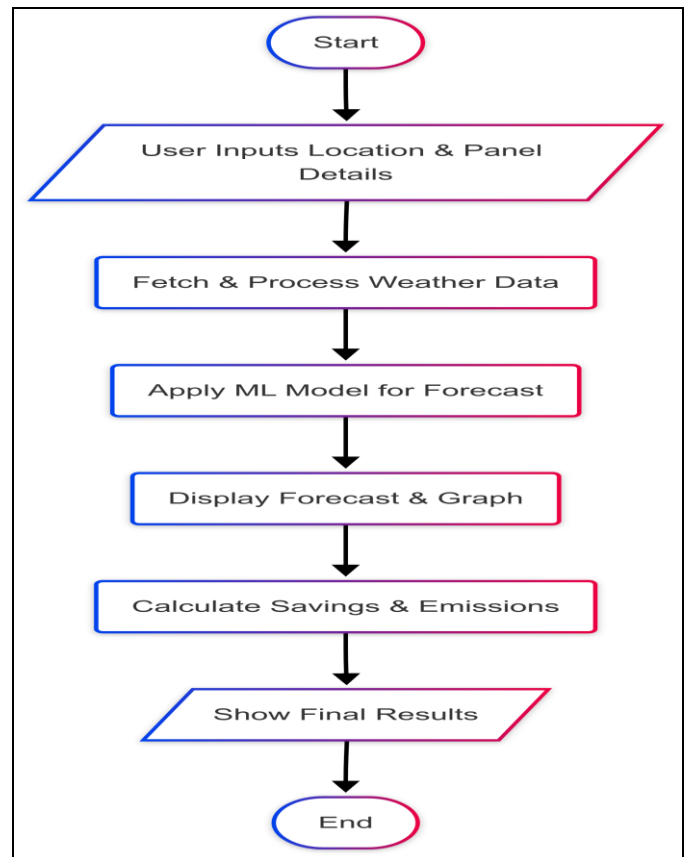 Start
User Inputs Location & Panel
Details
Fetch & Process Weather Data
Apply ML Model for Forecast
Display Forecast & Graph
Calculate Savings & Emissions
Show Final Results
End